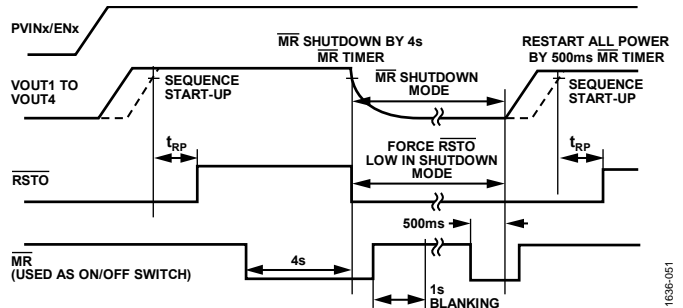 PVINx/ENx
MR SHUTDOWN BY 4s
MR TIMER
RESTART ALL POWER
BY 500ms MR TIMER
VOUT1 TO
VOUT4
SEQUENCE
START-UP
MR SHUTDOWN
MODE
SEQUENCE
START-UP
tRP
FORCE RSTO
LOW IN SHUTDOWN
MODE
tRP
RSTO
500ms
MR
(USED AS ON/OFF SWITCH)
4s
1s
BLANKING
1636-051